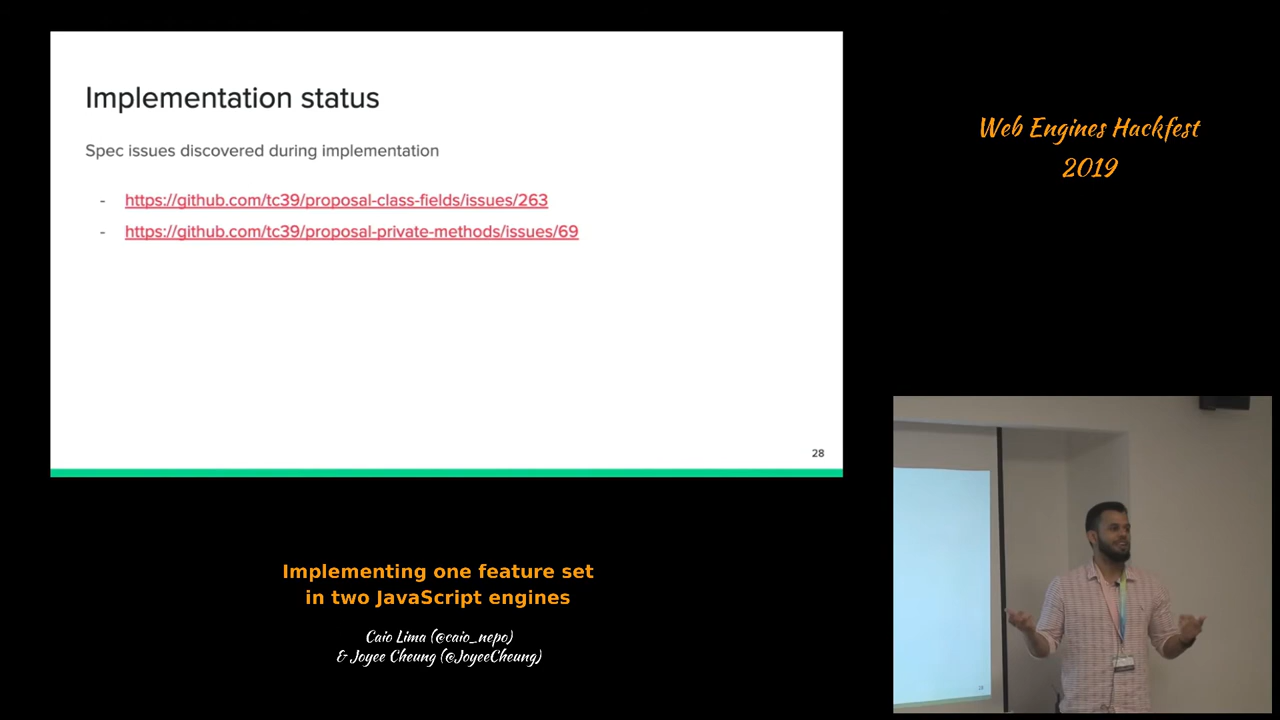 Implementation status
Spec issues discovered during implementation
- https://github.com/tc39/proposal-class-fields/issues/263
- https://github.com/tc39/proposal-private-methods/issues/69
28
Web Engines Hackfest
2019
Implementing one feature set
in two JavaScript engines
Caio Lima (@caio_nepo)
& Joyee Cheung (@JoyeeCheung)